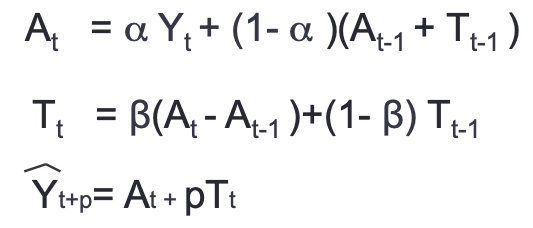 Aₜ = α Yₜ + (1- α )(Aₜ₋₁ + Tₜ₋₁ )
Tₜ = β(Aₜ - Aₜ₋₁ )+(1- β) Tₜ₋₁
Ŷt+p= At + pTt